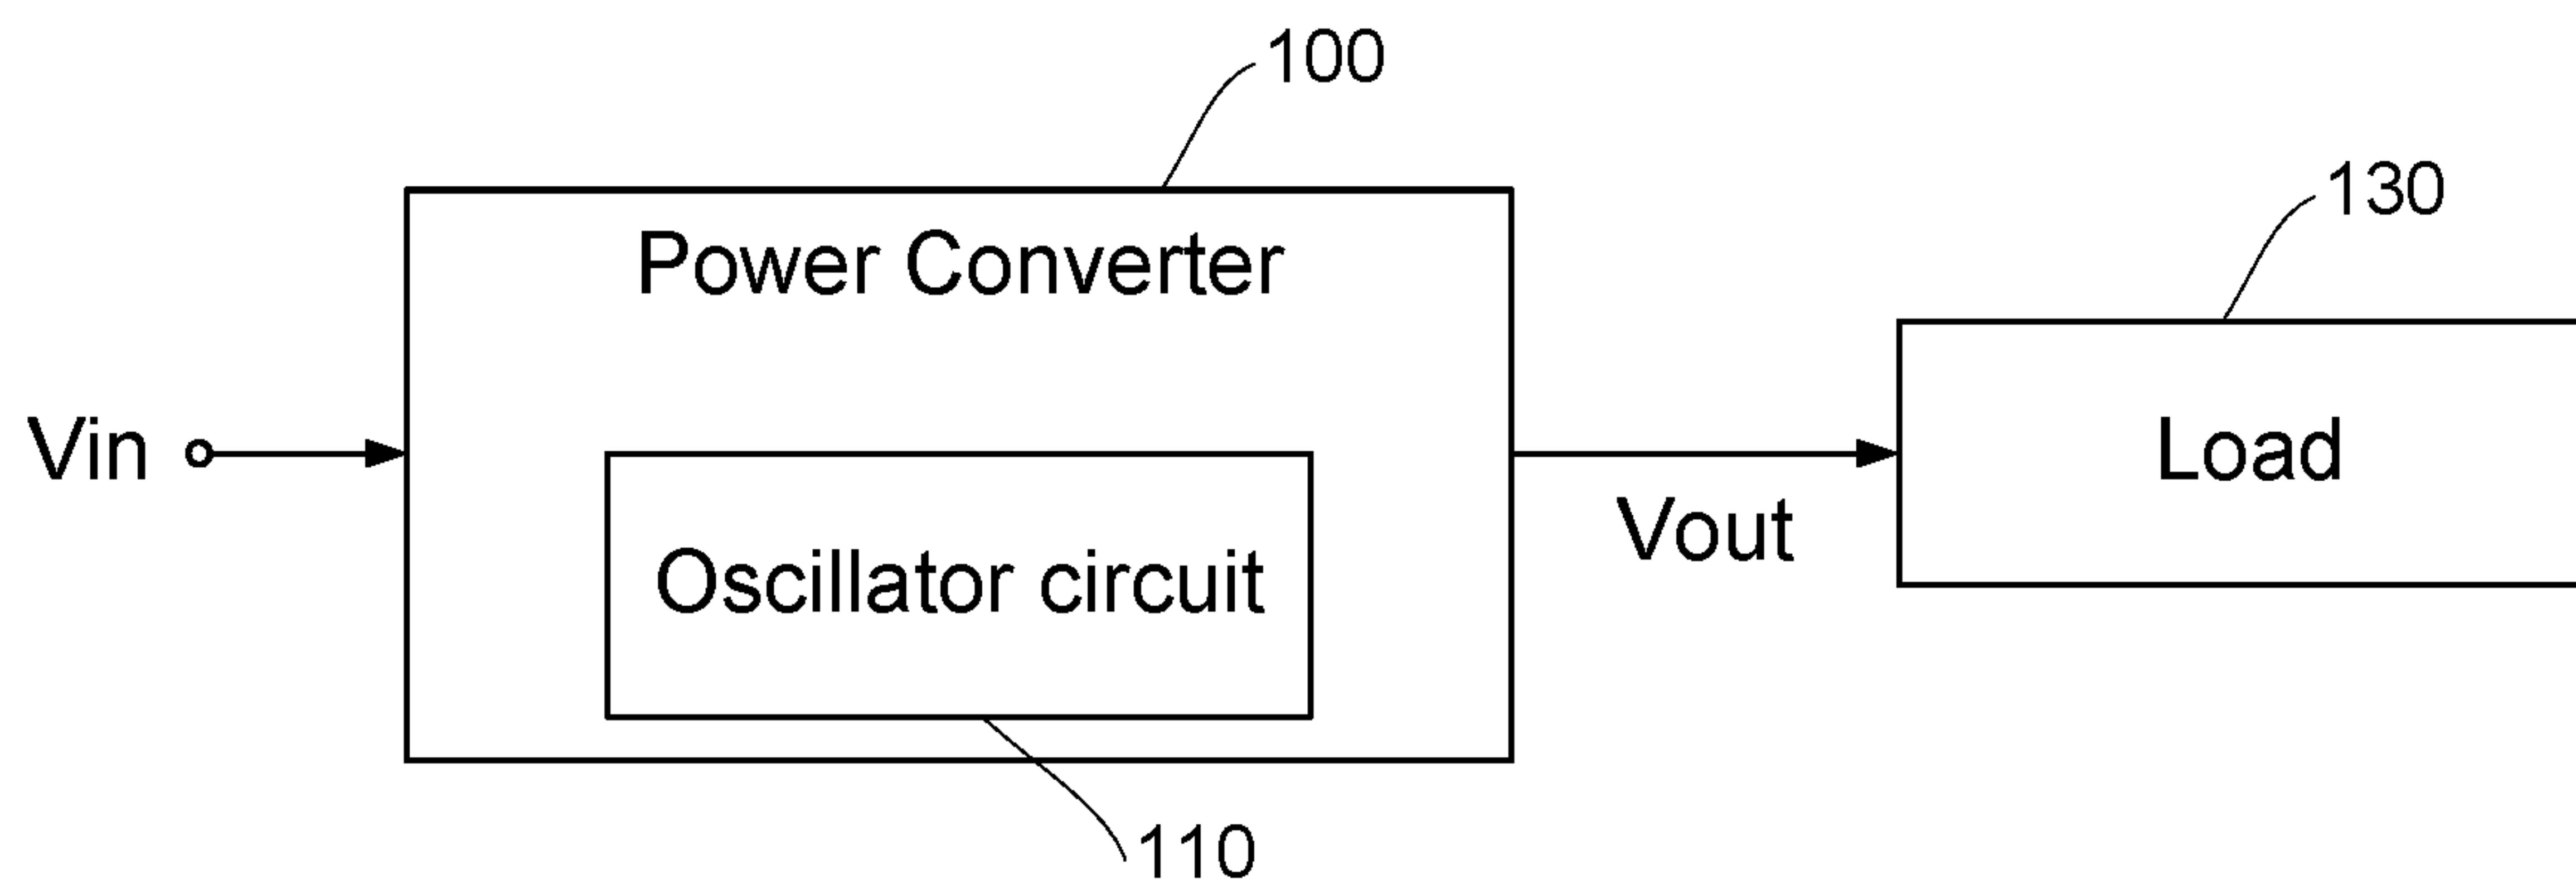 100
130
Power Converter
Vin
Load
Vout
Oscillator circuit
110